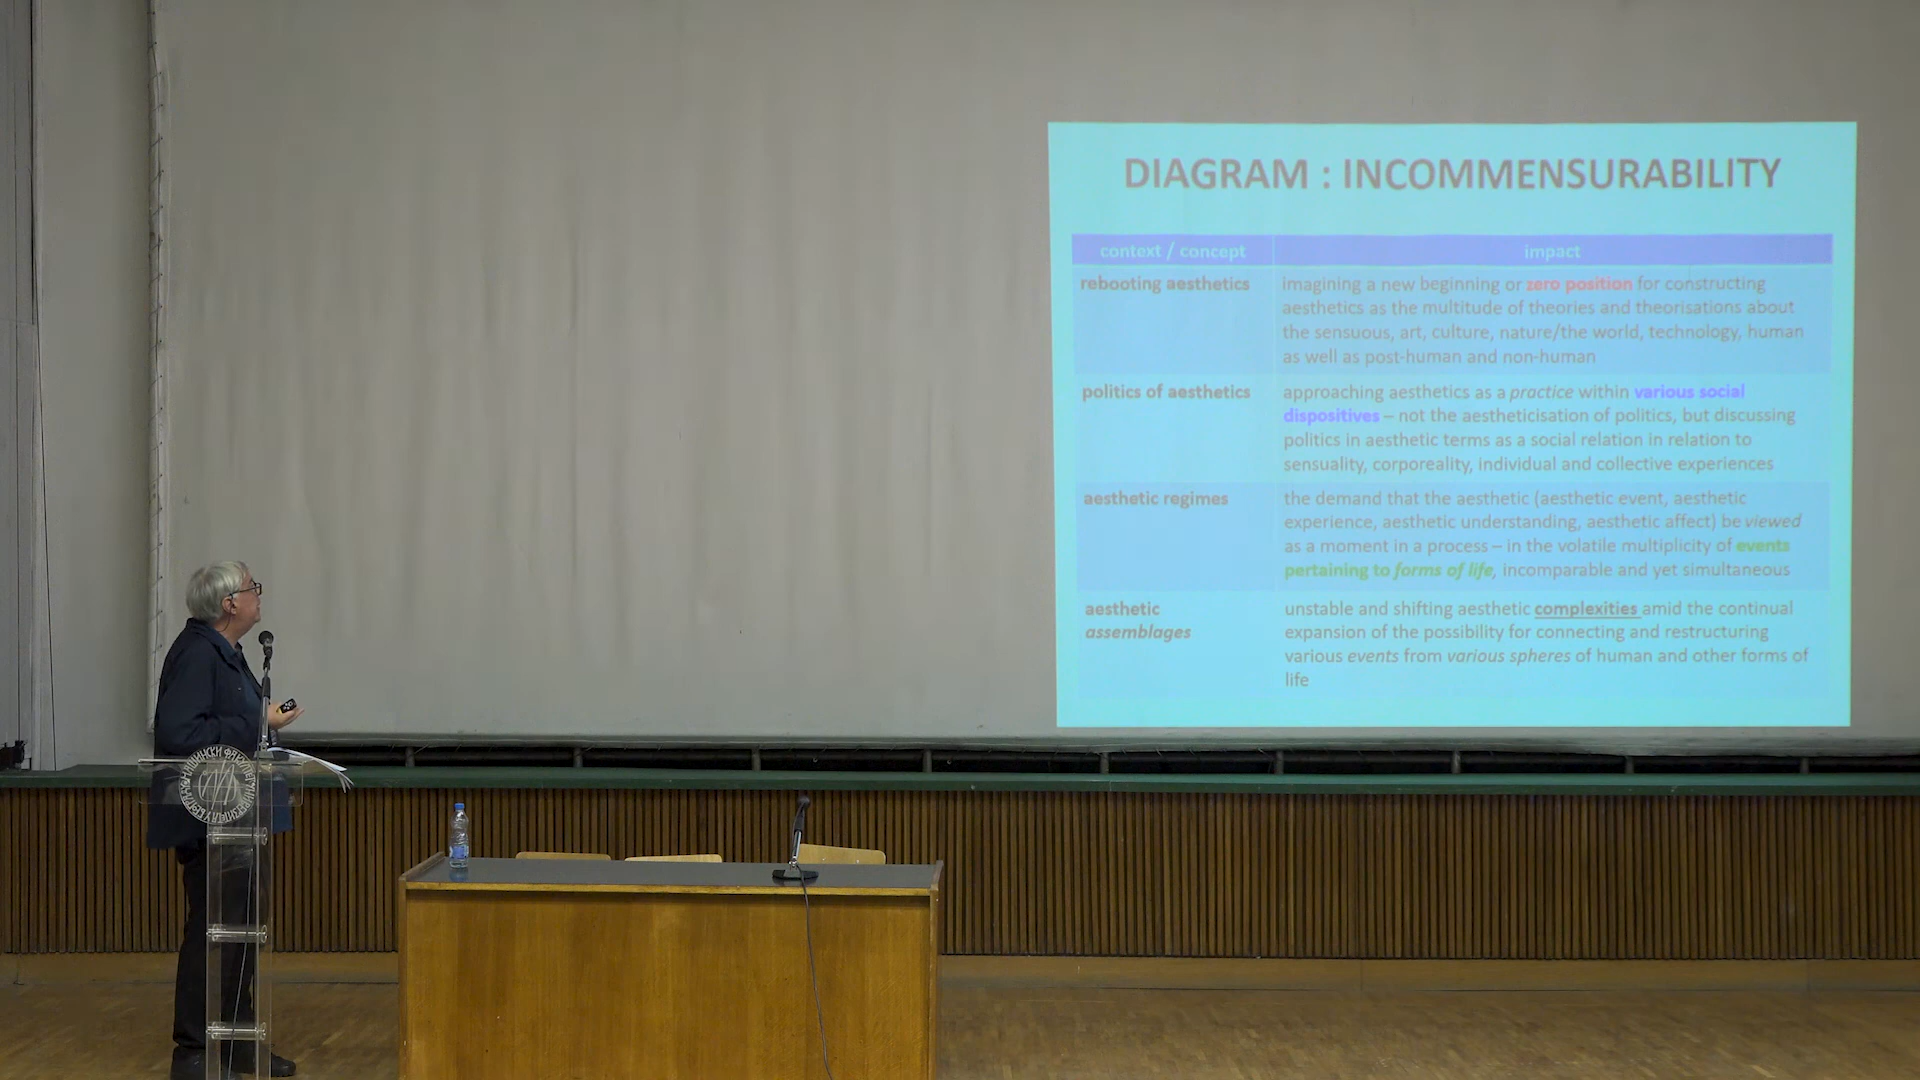 DIAGRAM : INCOMMENSURABILITY
context / concept
impact
rebooting aesthetics
imagining a new beginning or zero position for constructing
aesthetics as the multitude of theories and theorisations about
the sensuous, art, culture, nature/the world, technology, human
as well as post-human and non-human
politics of aesthetics
approaching aesthetics as a practice within various social
dispositives – not the aestheticisation of politics, but discussing
politics in aesthetic terms as a social relation in relation to
sensuality, corporeality, individual and collective experiences
aesthetic regimes
the demand that the aesthetic (aesthetic event, aesthetic
experience, aesthetic understanding, aesthetic affect) be viewed
as a moment in a process – in the volatile multiplicity of events
pertaining to forms of life, incomparable and yet simultaneous
aesthetic
assemblages
unstable and shifting aesthetic complexities amid the continual
expansion of the possibility for connecting and restructuring
various events from various spheres of human and other forms of
life